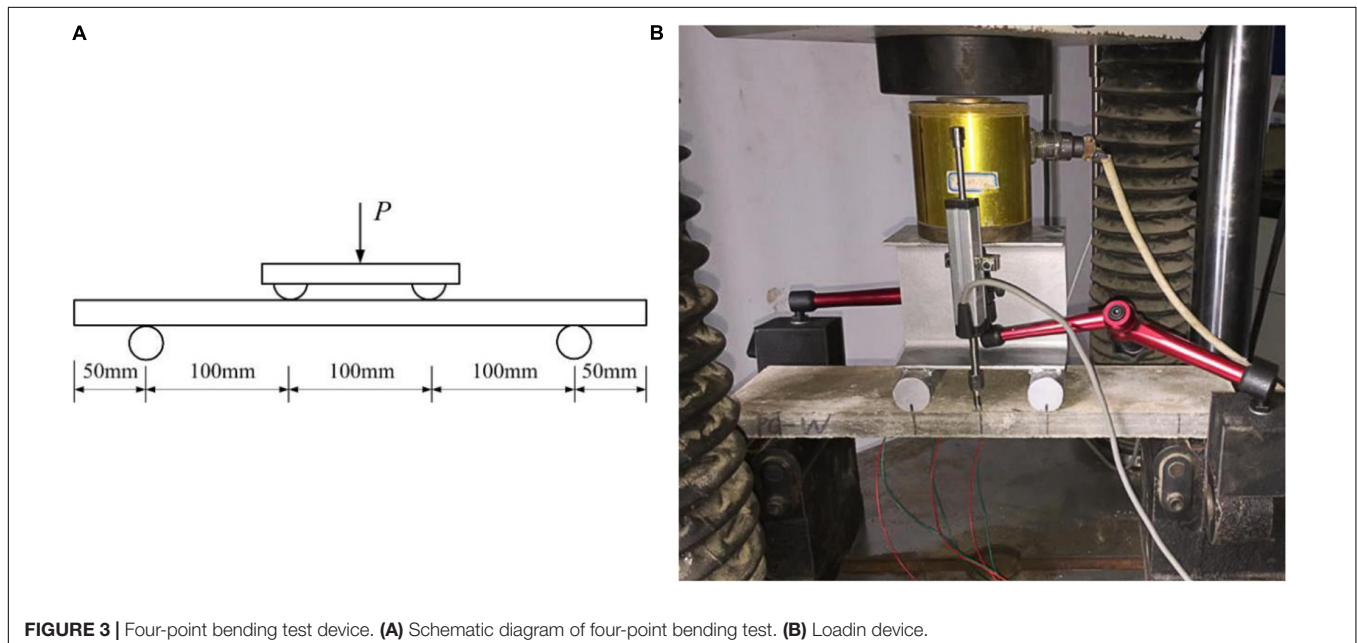 A
B
P
50mm
100mm
100mm
100mm
50mm
Pa-W
FIGURE 3 | Four-point bending test device. (A) Schematic diagram of four-point bending test. (B) Loadin device.